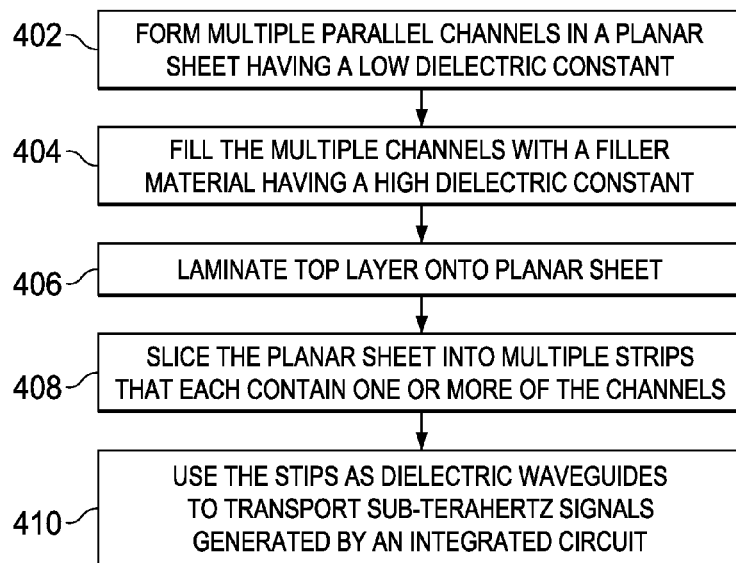 402
FORM MULTIPLE PARALLEL CHANNELS IN A PLANAR
SHEET HAVING A LOW DIELECTRIC CONSTANT
404
FILL THE MULTIPLE CHANNELS WITH A FILLER
MATERIAL HAVING A HIGH DIELECTRIC CONSTANT
406
LAMINATE TOP LAYER ONTO PLANAR SHEET
408
SLICE THE PLANAR SHEET INTO MULTIPLE STRIPS
THAT EACH CONTAIN ONE OR MORE OF THE CHANNELS
410
USE THE STIPS AS DIELECTRIC WAVEGUIDES
TO TRANSPORT SUB-TERAHERTZ SIGNALS
GENERATED BY AN INTEGRATED CIRCUIT